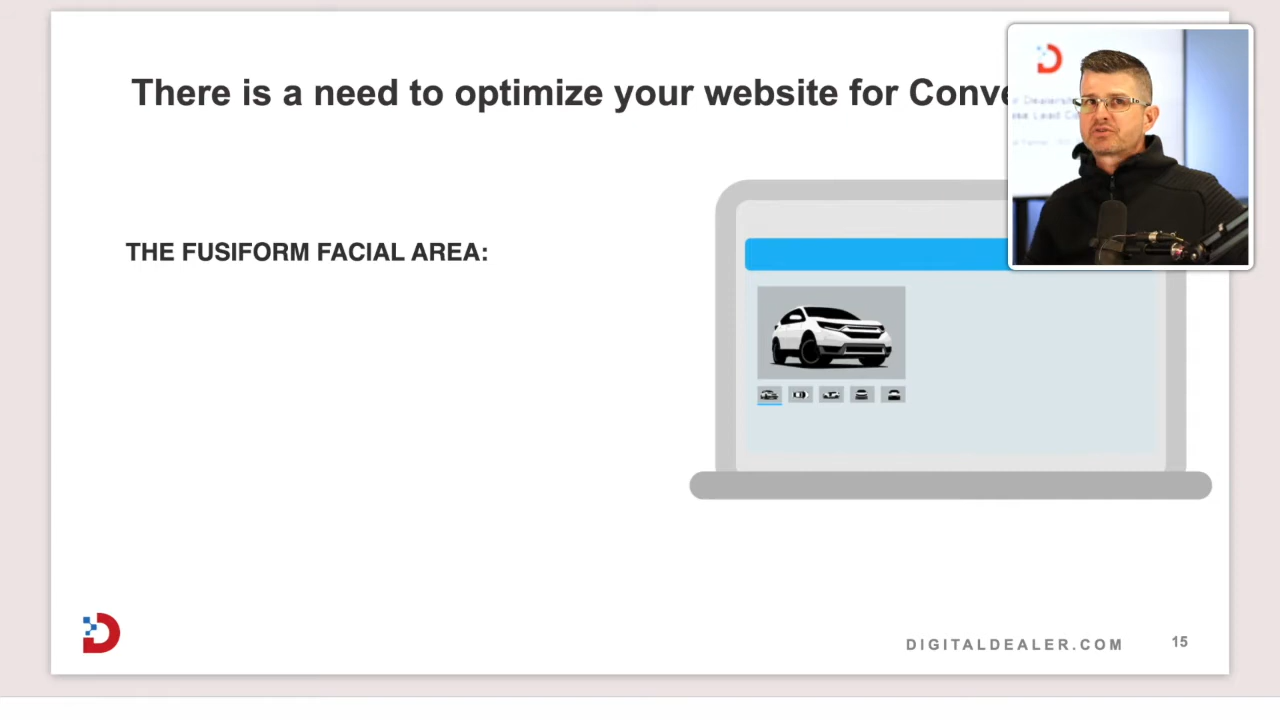 There is a need to optimize your website for Conve
THE FUSIFORM FACIAL AREA:
DIGITALDEALER.COM
15